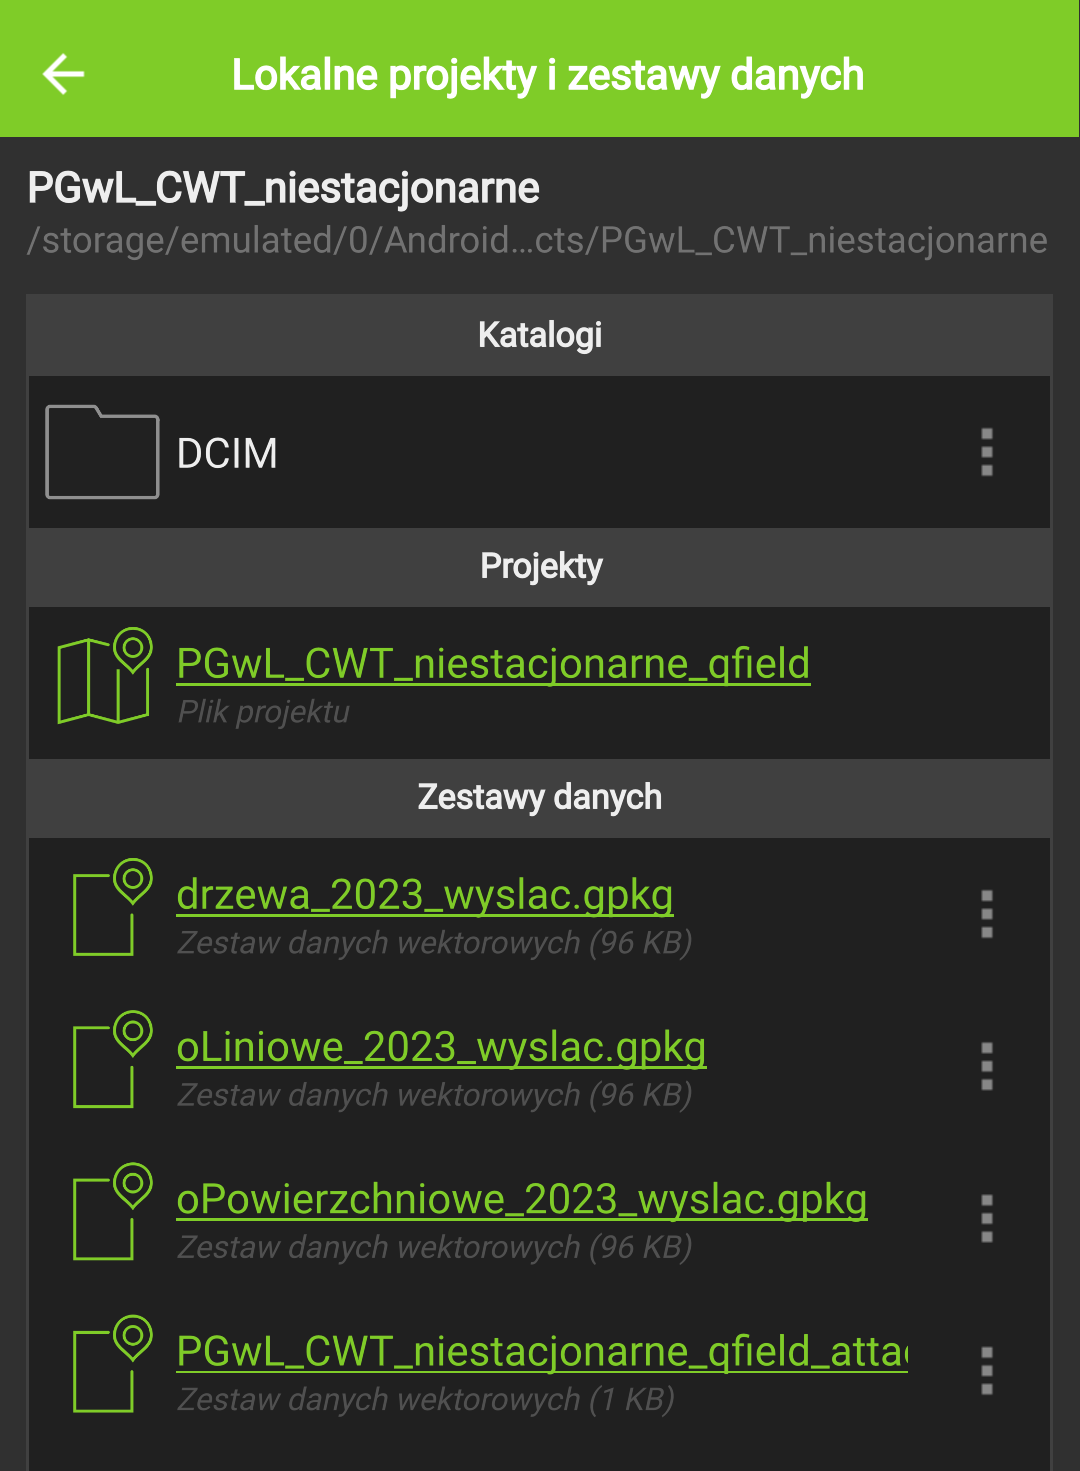 Lokalne projekty i zestawy danych
PGwL_CWT_niestacjonarne
/storage/emulated/0/Android...cts/PGwL_CWT_niestacjonarne
Katalogi
DCIM
Projekty
PGwL_CWT_niestacjonarne_qfield
Plik projektu
Zestawy danych
drzewa_2023_wyslac.gpkg
Zestaw danych wektorowych (96 KB)
oLiniowe_2023_wyslac.gpkg
Zestaw danych wektorowych (96 KB)
oPowierzchniowe_2023_wyslac.gpkg
Zestaw danych wektorowych (96 KB)
PGwL_CWT_niestacjonarne_qfield_atta
Zestaw danych wektorowych (1 KB)